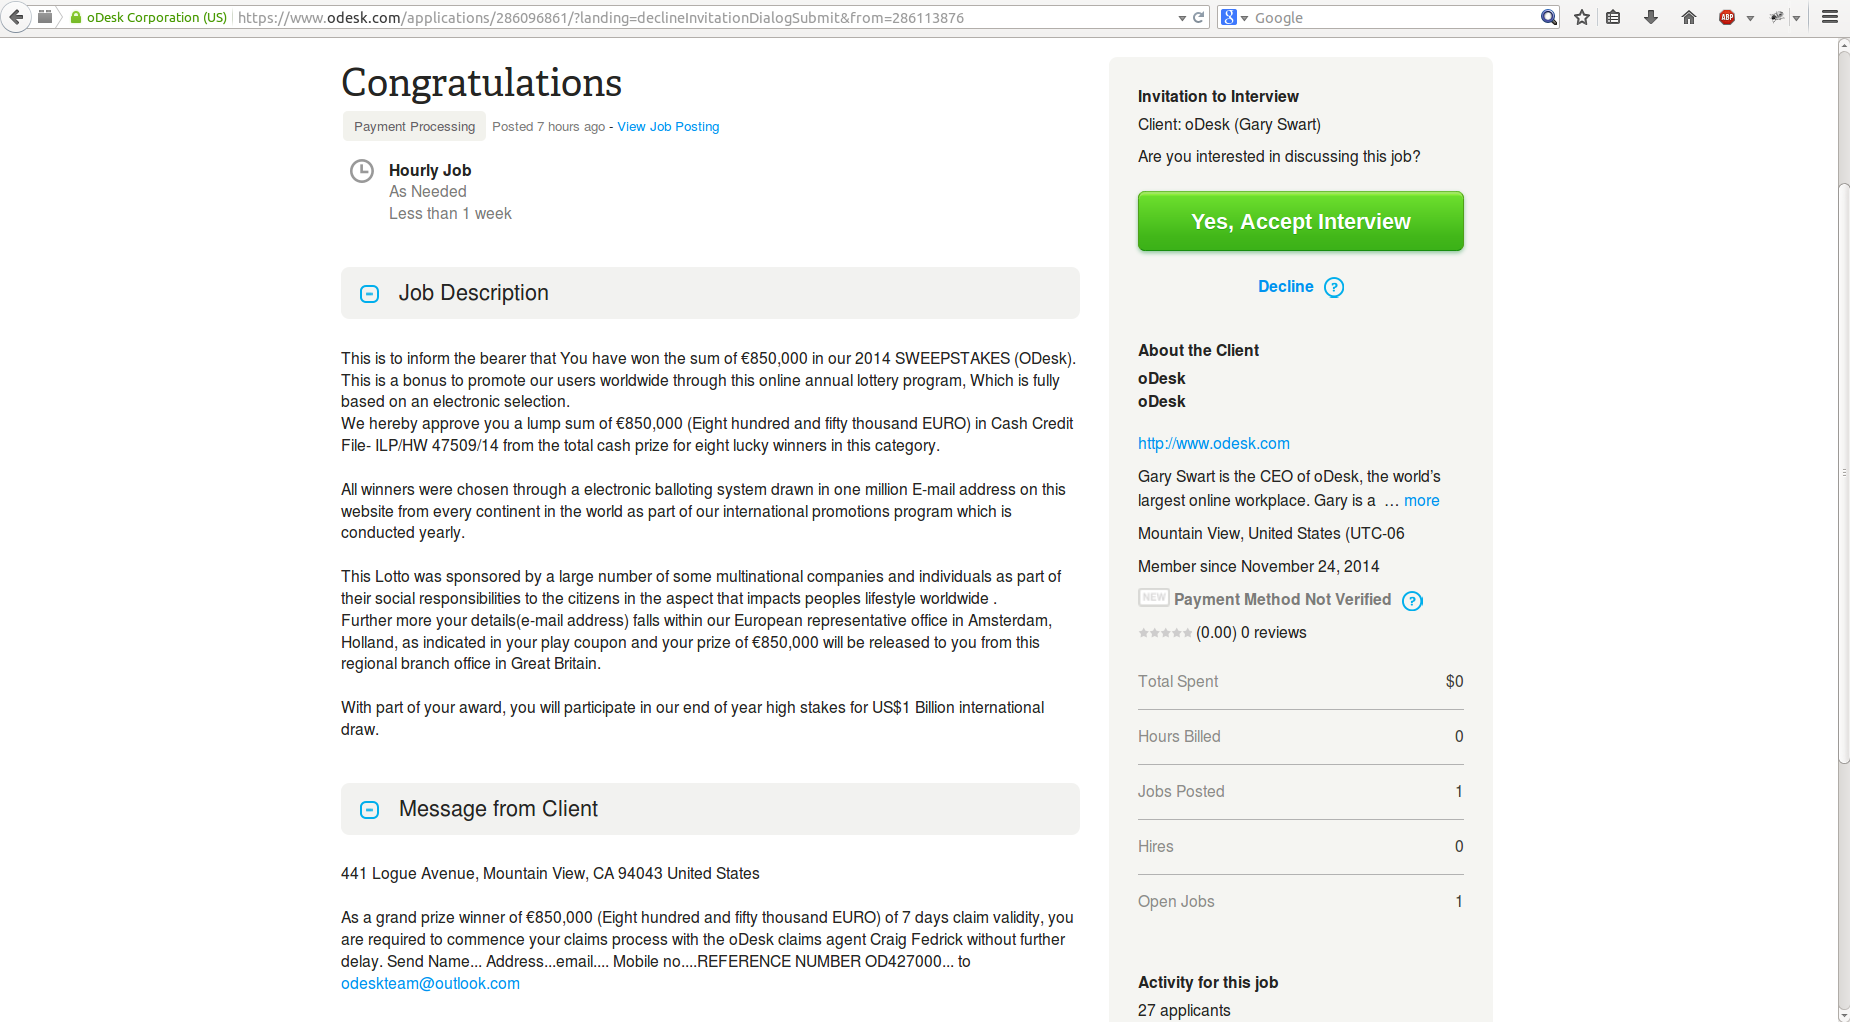 oDesk Corporation (US)
https://www.odesk.com/applications/286096861/?landing=declineInvitationDialogSubmit&from=286113876
8
Google
ABP
Congratulations
Payment Processing
Posted 7 hours ago - View Job Posting
Hourly Job
As Needed
Less than 1 week
Job Description
This is to inform the bearer that You have won the sum of €850,000 in our 2014 SWEEPSTAKES (ODesk).
This is a bonus to promote our users worldwide through this online annual lottery program, Which is fully
based on an electronic selection.
We hereby approve you a lump sum of €850,000 (Eight hundred and fifty thousand EURO) in Cash Credit
File- ILP/HW 47509/14 from the total cash prize for eight lucky winners in this category.
All winners were chosen through a electronic balloting system drawn in one million E-mail address on this
website from every continent in the world as part of our international promotions program which is
conducted yearly.
This Lotto was sponsored by a large number of some multinational companies and individuals as part of
their social responsibilities to the citizens in the aspect that impacts peoples lifestyle worldwide .
Further more your details(e-mail address) falls within our European representative office in Amsterdam,
Holland, as indicated in your play coupon and your prize of €850,000 will be released to you from this
regional branch office in Great Britain.
With part of your award, you will participate in our end of year high stakes for US$1 Billion international
draw.
Message from Client
441 Logue Avenue, Mountain View, CA 94043 United States
As a grand prize winner of €850,000 (Eight hundred and fifty thousand EURO) of 7 days claim validity, you
are required to commence your claims process with the oDesk claims agent Craig Fedrick without further
delay. Send Name... Address...email.... Mobile no....REFERENCE NUMBER OD427000... to
odeskteam@outlook.com
Invitation to Interview
Client: oDesk (Gary Swart)
Are you interested in discussing this job?
Yes, Accept Interview
Decline ?
About the Client
oDesk
oDesk
http://www.odesk.com
Gary Swart is the CEO of oDesk, the world's
largest online workplace. Gary is a … more
Mountain View, United States (UTC-06
Member since November 24, 2014
NEW Payment Method Not Verified ?
(0.00) 0 reviews
Total Spent $0
Hours Billed 0
Jobs Posted 1
Hires 0
Open Jobs 1
Activity for this job
27 applicants